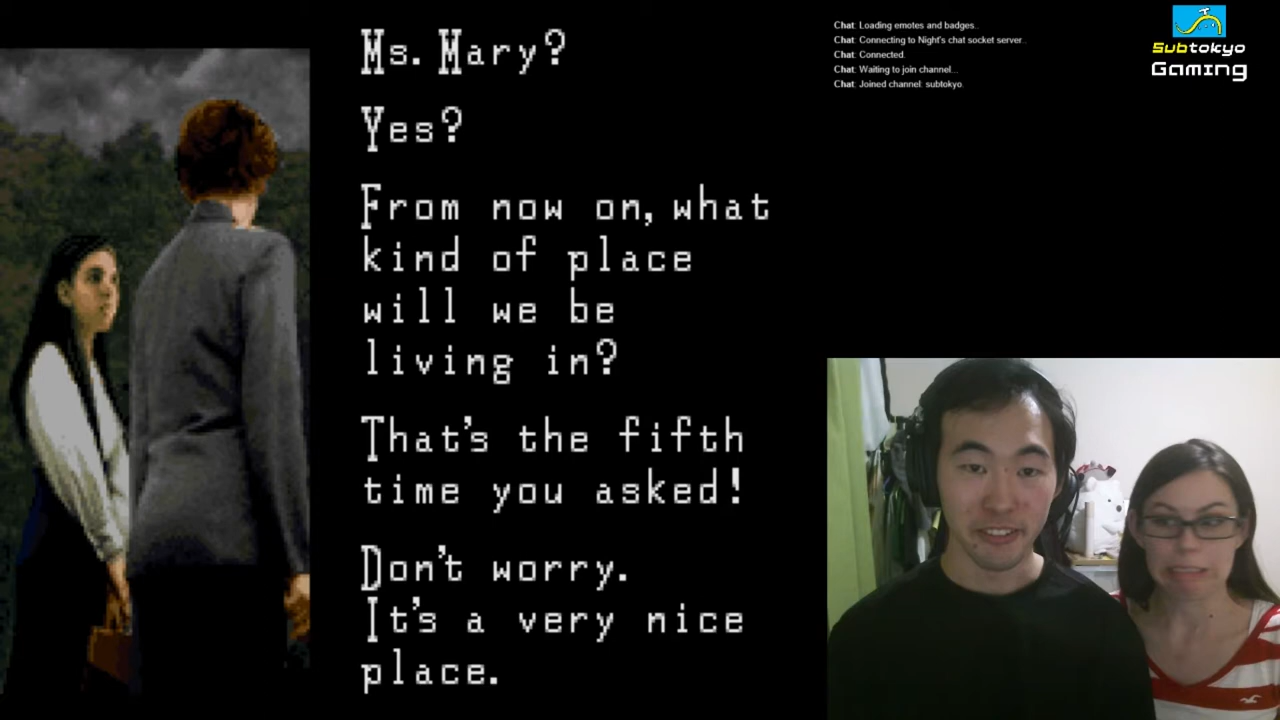 Ms. Mary?
Yes?
From now on, what
kind of place
will we be
living in?
That's the fifth
time you asked!
Don't worry.
It's a very nice
place.
Chat: Loading emotes and badges..
Chat: Connecting to Night's chat socket server..
Chat: Connected.
Chat: Waiting to join channel...
Chat: Joined channel: subtokyo.
Subtokyo
Gaming